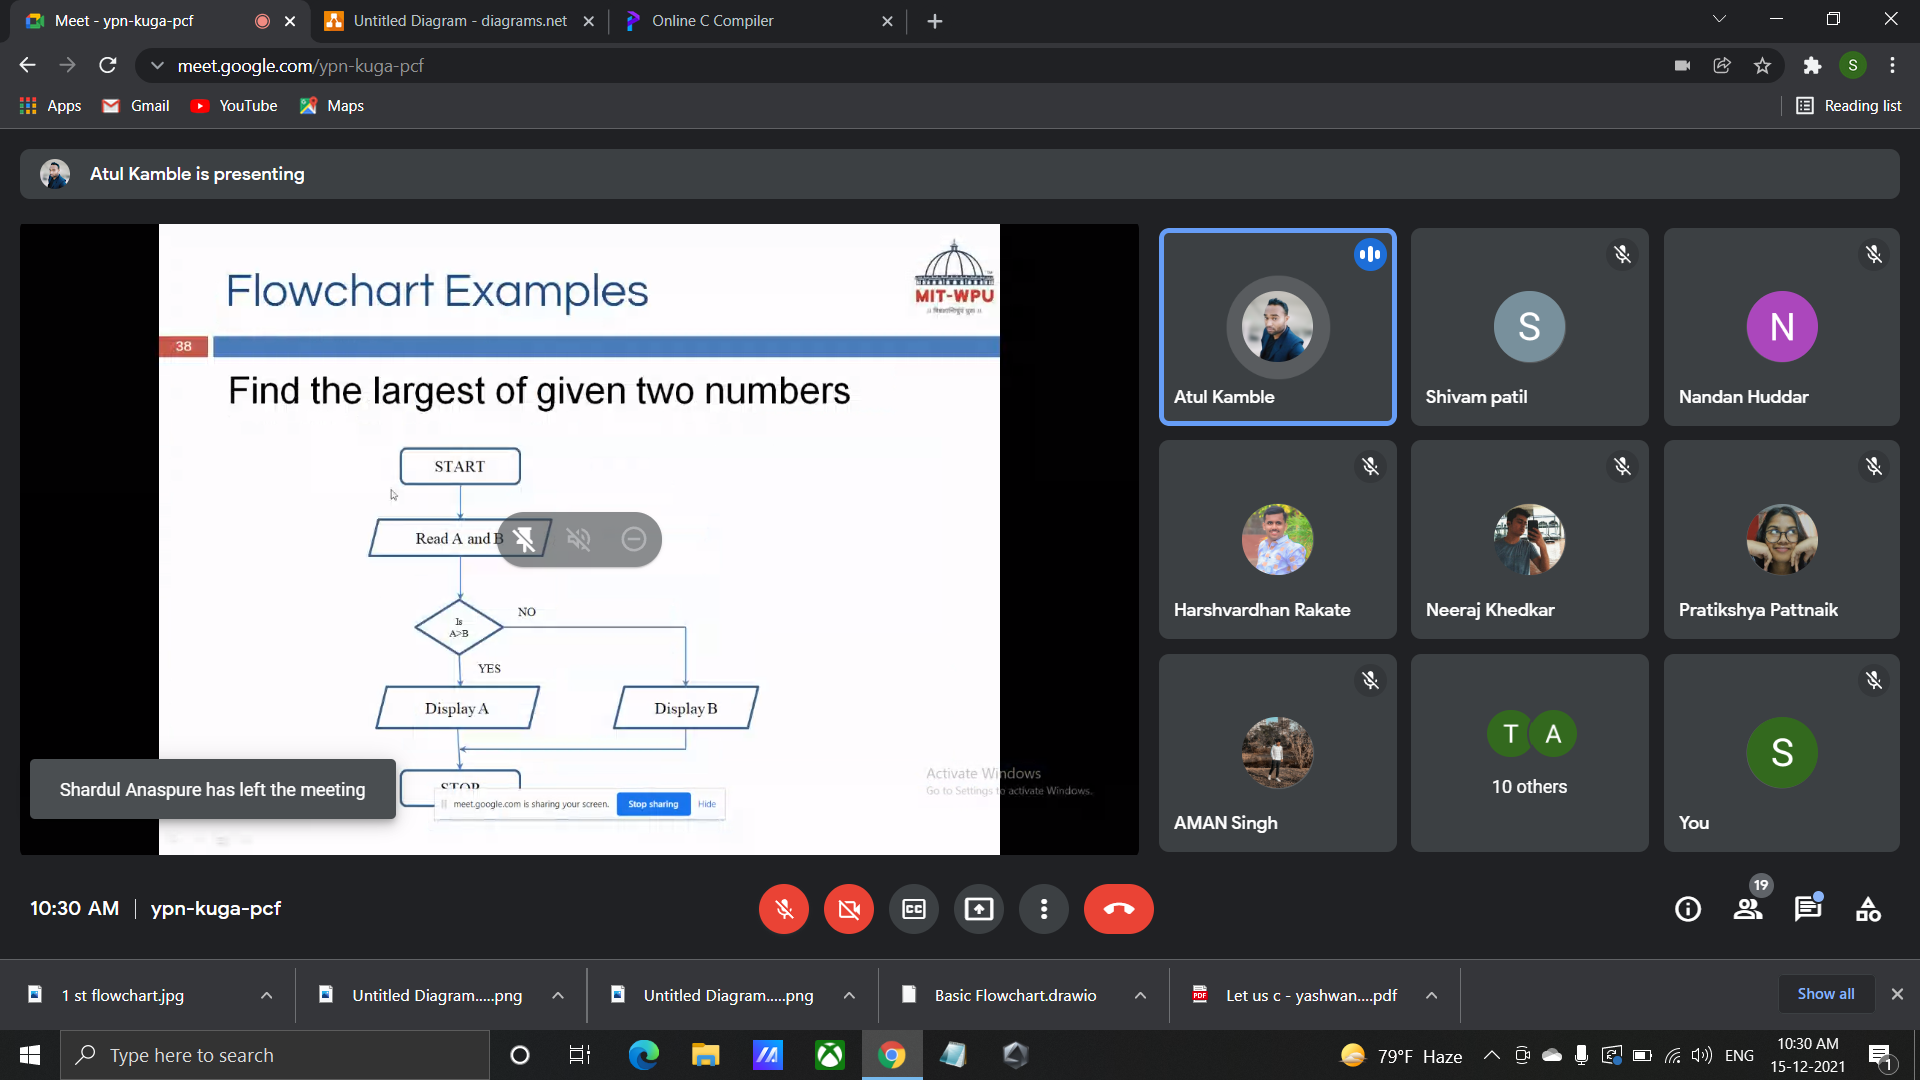 Meet - ypn-kuga-pcf
Untitled Diagram - diagrams.net
Online C Compiler
meet.google.com/ypn-kuga-pcf
S
Apps
Gmail
YouTube
Maps
Reading list
Atul Kamble is presenting
Flowchart Examples
MIT-WPU
38
Find the largest of given two numbers
START
Read A and B
Is
A>B
NO
YES
Display A
Display B
STOP
meet.google.com is sharing your screen.
Stop sharing
Hide
Activate Windows
Go to Settings to activate Windows.
Shardul Anaspure has left the meeting
Atul Kamble
S
Shivam patil
N
Nandan Huddar
Harshvardhan Rakate
Neeraj Khedkar
Pratikshya Pattnaik
AMAN Singh
T
A
10 others
S
You
10:30 AM
ypn-kuga-pcf
CC
19
1 st flowchart.jpg
Untitled Diagram.....png
Untitled Diagram.....png
Basic Flowchart.drawio
PDF
Let us c - yashwan....pdf
Show all
Type here to search
79°F Haze
ENG
10:30 AM
15-12-2021
1